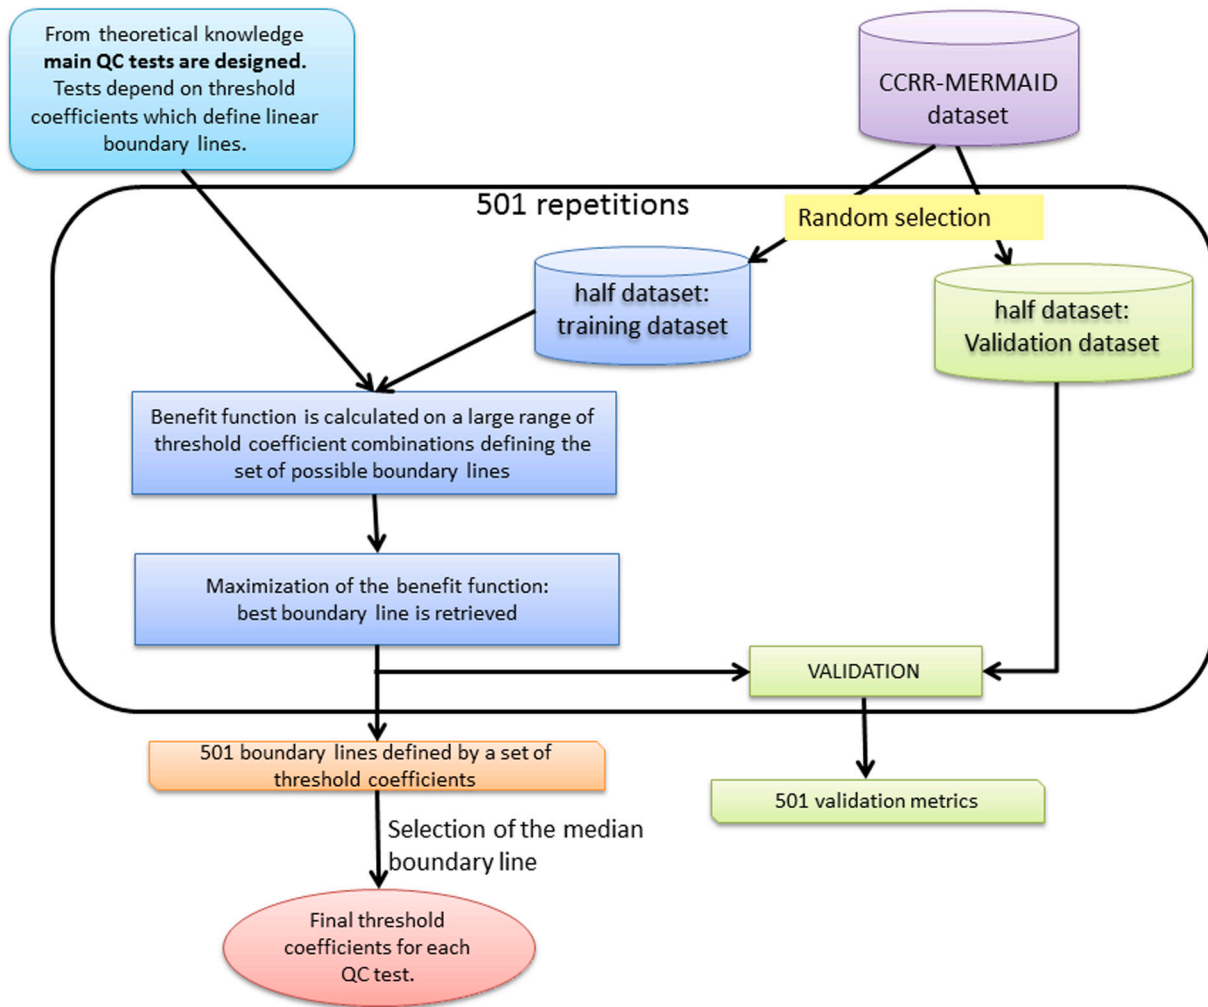 From theoretical knowledge
main QC tests are designed.
Tests depend on threshold
coefficients which define linear
boundary lines.
CCRR-MERMAID
dataset
501 repetitions
Random selection
half dataset:
training dataset
half dataset:
Validation dataset
Benefit function is calculated on a large range of
threshold coefficient combinations defining the
set of possible boundary lines
Maximization of the benefit function:
best boundary line is retrieved
VALIDATION
501 boundary lines defined by a set of
threshold coefficients
501 validation metrics
Selection of the median
boundary line
Final threshold
coefficients for each
QC test.